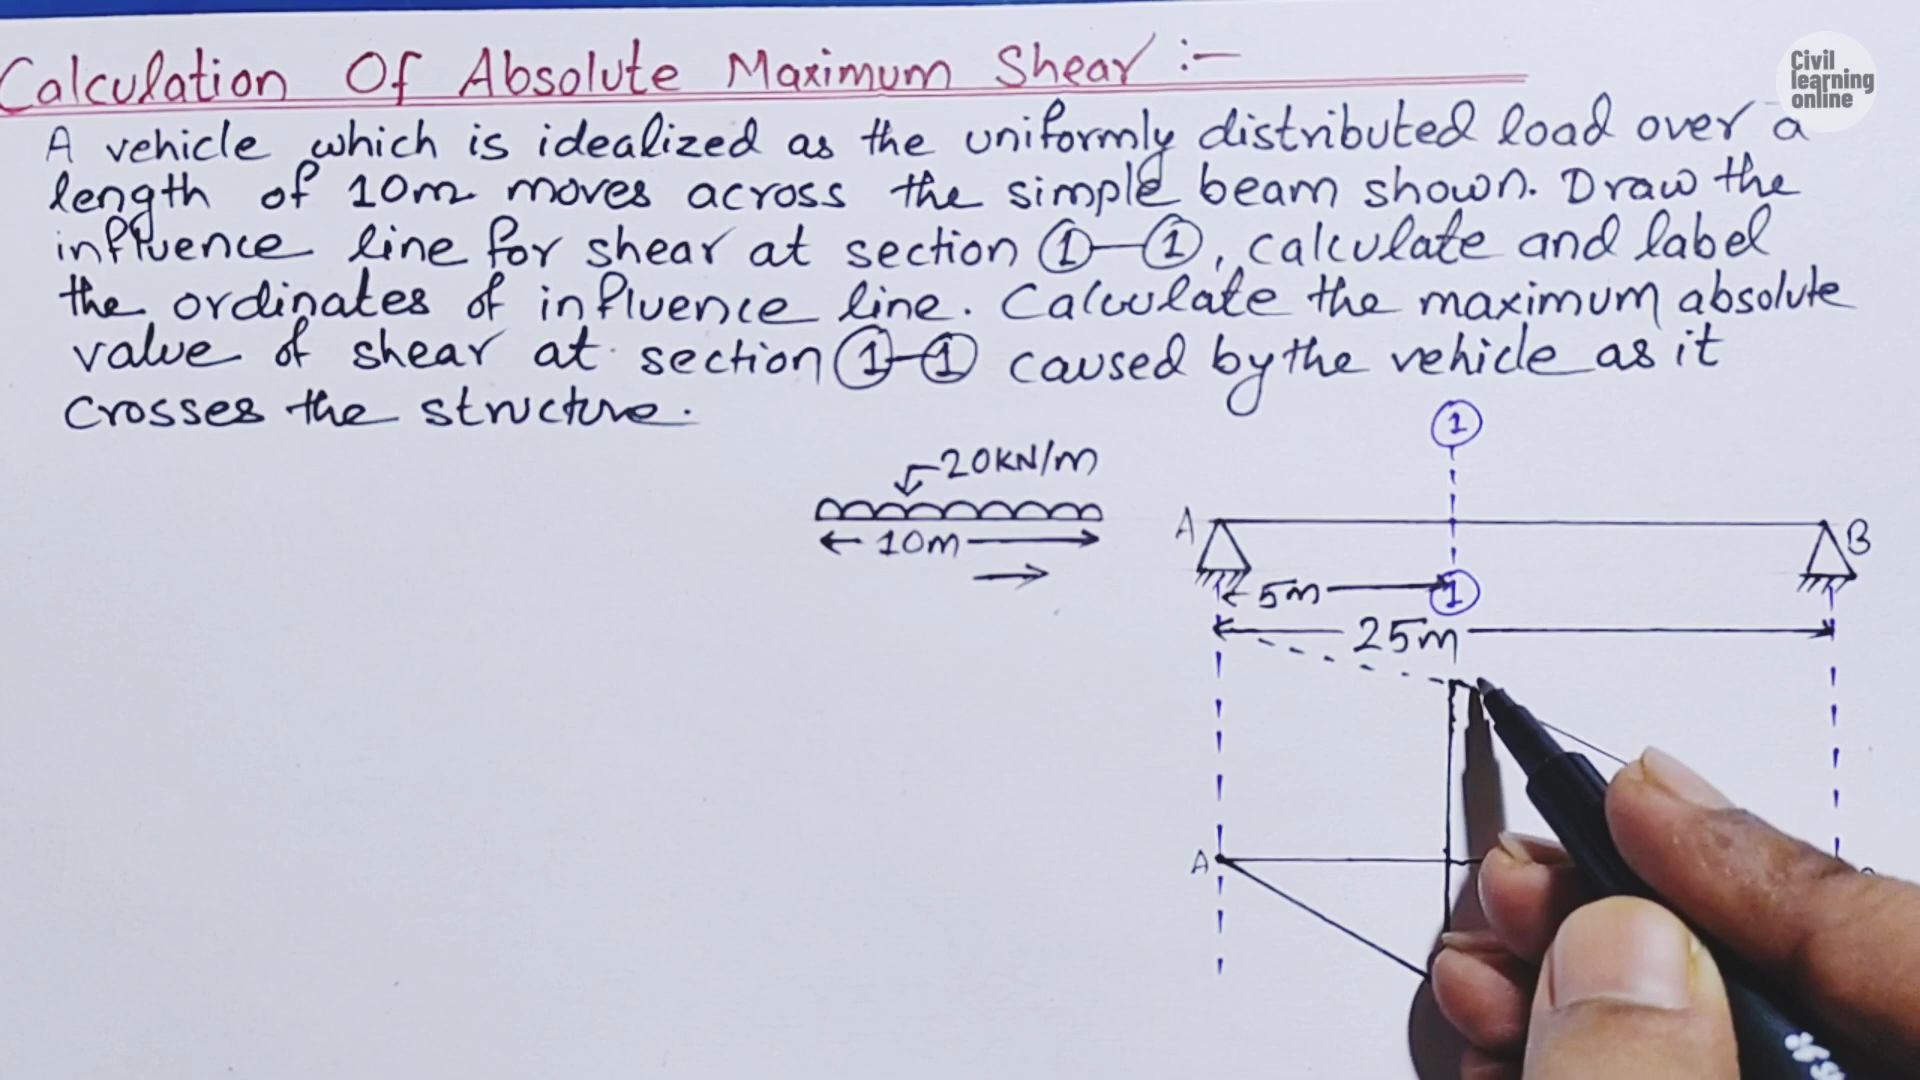 Calculation Of Absolute Maximum Shear :-
Civil
learning
online
A vehicle which is idealized as the uniformly distributed load over a
length of 10m moves across the simple beam shown. Draw the
influence line for shear at section ①-①, calculate and label
the ordinates of influence line. Calculate the maximum absolute
value of shear at section ①-① caused by the vehicle as it
crosses the structure.
1
20KN/m
10m
A
B
5m
1
25m
A